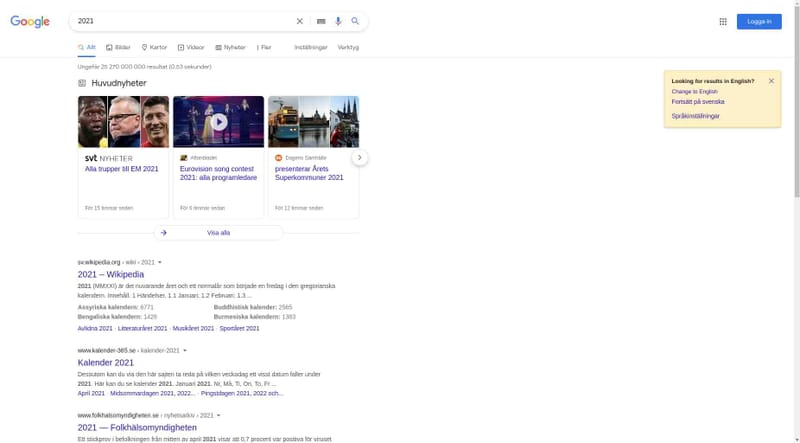 Google
2021
Logga in
Allt
Bilder
Kartor
Videor
Nyheter
Fler
Inställningar
Verktyg
Ungefär 25 270 000 000 resultat (0,63 sekunder)
Looking for results in English?
Change to English
Fortsätt på svenska
Språkinställningar
Huvudnyheter
svt NYHETER
Alla trupper till EM 2021
För 15 timmar sedan
Aftonbladet
Eurovision song contest
2021: alla programledare
För 6 timmar sedan
Dagens Samhälle
presenterar Årets
Superkommuner 2021
För 12 timmar sedan
Visa alla
sv.wikipedia.org › wiki › 2021
2021 – Wikipedia
2021 (MMXXI) är det nuvarande året och ett normalår som började en fredag i den gregorianska
kalendern. Innehåll. 1 Händelser. 1.1 Januari; 1.2 Februari; 1.3 ...
Assyriska kalendern: 6771
Buddhistisk kalender: 2565
Bengaliska kalendern: 1428
Burmesiska kalendern: 1383
Avlidna 2021 · Litteraturåret 2021 · Musikåret 2021 · Sportåret 2021
www.kalender-365.se › kalender-2021
Kalender 2021
Dessutom kan du via den här sajten ta reda på vilken veckodag ett visst datum faller under
2021. Här kan du se kalender 2021. Januari 2021. Nr, Må, Ti, On, To, Fr ...
April 2021 · Midsommardagen 2021, 2022... · Pingstdagen 2021, 2022 och...
www.folkhalsomyndigheten.se › nyhetsarkiv › 2021
2021 — Folkhälsomyndigheten
Ett stickprov i befolkningen från mitten av april 2021 visar att 0,7 procent var positiva för viruset